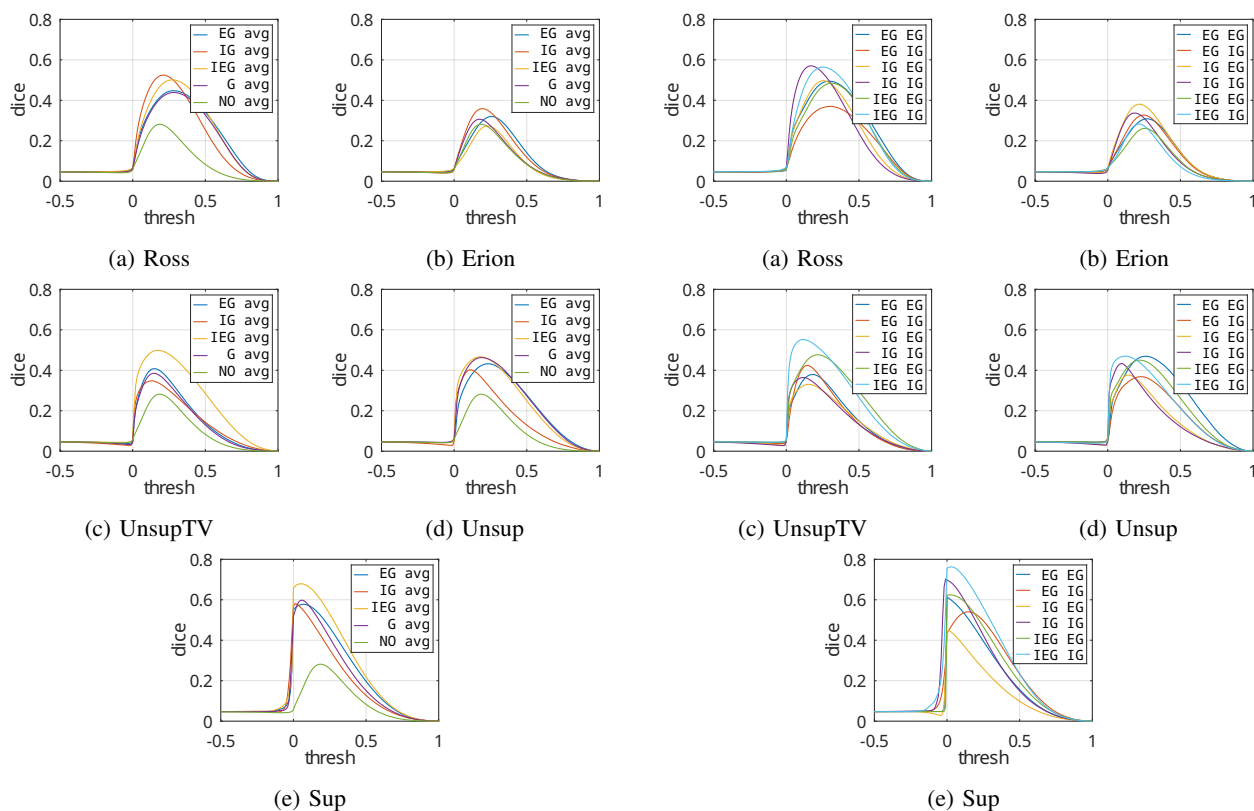 0.8
0.6
0.4
0.2
0
dice
-0.5
0
0.5
1
thresh
EG avg
IG avg
IEG avg
G avg
NO avg
(a) Ross
0.8
0.6
0.4
0.2
0
dice
-0.5
0
0.5
1
thresh
EG avg
IG avg
IEG avg
G avg
NO avg
(b) Erion
0.8
0.6
0.4
0.2
0
dice
-0.5
0
0.5
1
thresh
EG EG
EG IG
IG EG
IG IG
IEG EG
IEG IG
(a) Ross
0.8
0.6
0.4
0.2
0
dice
-0.5
0
0.5
1
thresh
EG EG
EG IG
IG EG
IG IG
IEG EG
IEG IG
(b) Erion
0.8
0.6
0.4
0.2
0
dice
-0.5
0
0.5
1
thresh
EG avg
IG avg
IEG avg
G avg
NO avg
(c) UnsupTV
0.8
0.6
0.4
0.2
0
dice
-0.5
0
0.5
1
thresh
EG avg
IG avg
IEG avg
G avg
NO avg
(d) Unsup
0.8
0.6
0.4
0.2
0
dice
-0.5
0
0.5
1
thresh
EG EG
EG IG
IG EG
IG IG
IEG EG
IEG IG
(c) UnsupTV
0.8
0.6
0.4
0.2
0
dice
-0.5
0
0.5
1
thresh
EG EG
EG IG
IG EG
IG IG
IEG EG
IEG IG
(d) Unsup
0.8
0.6
0.4
0.2
0
dice
-0.5
0
0.5
1
thresh
EG avg
IG avg
IEG avg
G avg
NO avg
(e) Sup
0.8
0.6
0.4
0.2
0
dice
-0.5
0
0.5
1
thresh
EG EG
EG IG
IG EG
IG IG
IEG EG
IEG IG
(e) Sup